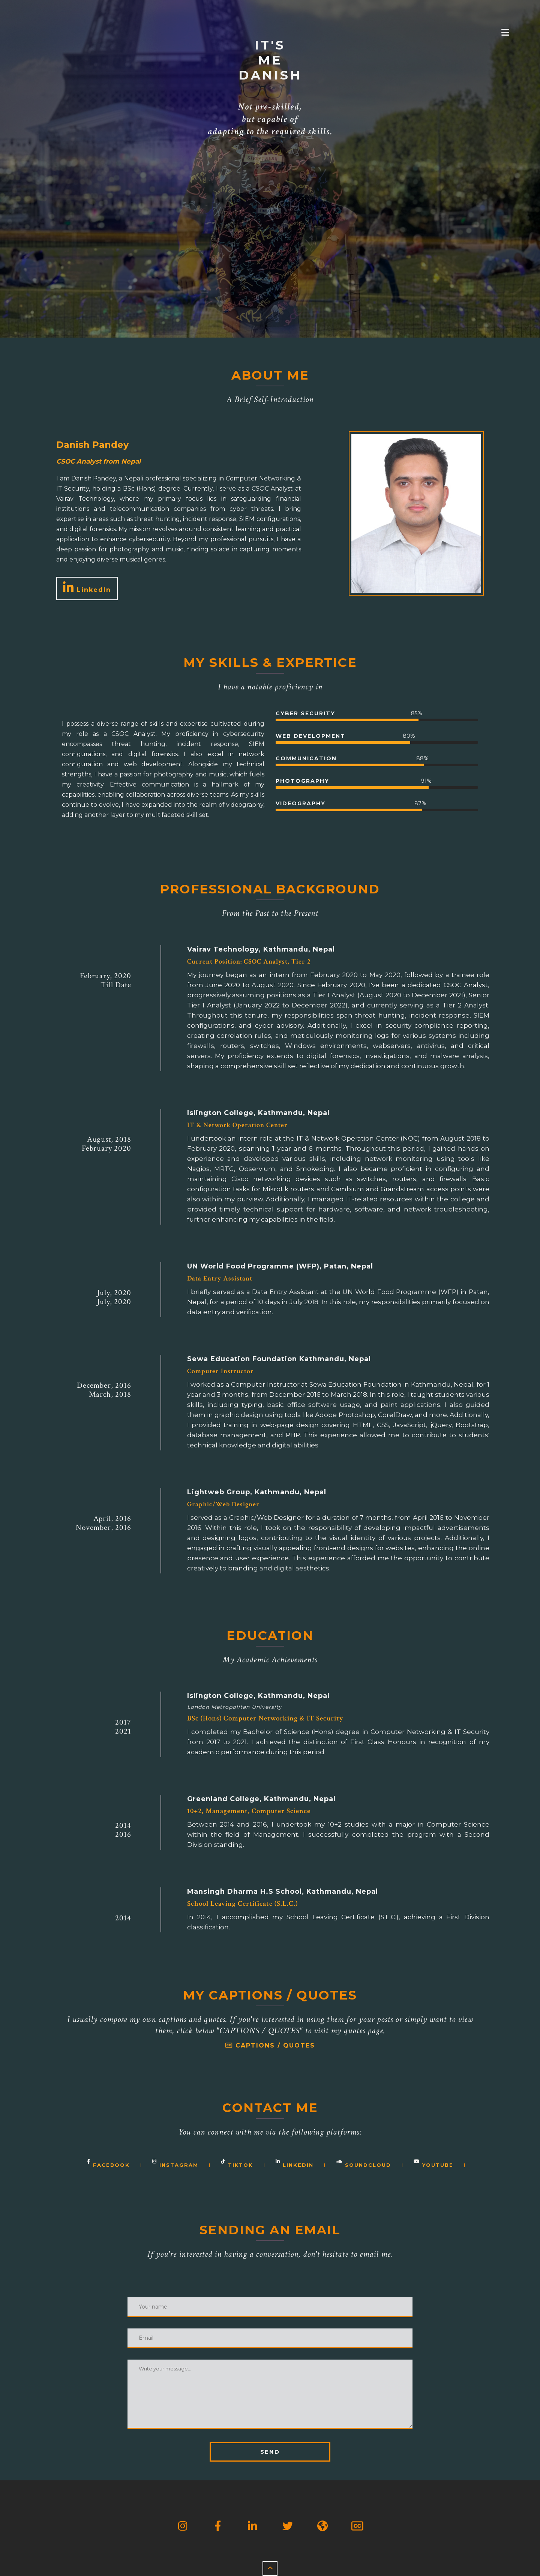 IT'S
ME
DANISH
Not pre-skilled,
but capable of
adapting to the required skills.
ABOUT ME
A Brief Self-Introduction
Danish Pandey
CSOC Analyst from Nepal
I am Danish Pandey, a Nepali professional specializing in Computer Networking &
IT Security, holding a BSc (Hons) degree. Currently, I serve as a CSOC Analyst at
Vairav Technology, where my primary focus lies in safeguarding financial
institutions and telecommunication companies from cyber threats. I bring
expertise in areas such as threat hunting, incident response, SIEM configurations,
and digital forensics. My mission revolves around consistent learning and practical
application to enhance cybersecurity. Beyond my professional pursuits, I have a
deep passion for photography and music, finding solace in capturing moments
and enjoying diverse musical genres.
LinkedIn
MY SKILLS & EXPERTICE
I have a notable proficiency in
I possess a diverse range of skills and expertise cultivated during
my role as a CSOC Analyst. My proficiency in cybersecurity
encompasses threat hunting, incident response, SIEM
configurations, and digital forensics. I also excel in network
configuration and web development. Alongside my technical
strengths, I have a passion for photography and music, which fuels
my creativity. Effective communication is a hallmark of my
capabilities, enabling collaboration across diverse teams. As my skills
continue to evolve, I have expanded into the realm of videography,
adding another layer to my multifaceted skill set.
CYBER SECURITY 85%
WEB DEVELOPMENT 80%
COMMUNICATION 88%
PHOTOGRAPHY 91%
VIDEOGRAPHY 87%
PROFESSIONAL BACKGROUND
From the Past to the Present
February, 2020
Till Date
Vairav Technology, Kathmandu, Nepal
Current Position: CSOC Analyst, Tier 2
My journey began as an intern from February 2020 to May 2020, followed by a trainee role
from June 2020 to August 2020. Since February 2020, I've been a dedicated CSOC Analyst,
progressively assuming positions as a Tier 1 Analyst (August 2020 to December 2021), Senior
Tier 1 Analyst (January 2022 to December 2022), and currently serving as a Tier 2 Analyst.
Throughout this tenure, my responsibilities span threat hunting, incident response, SIEM
configurations, and cyber advisory. Additionally, I excel in security compliance reporting,
creating correlation rules, and meticulously monitoring logs for various systems including
firewalls, routers, switches, Windows environments, webservers, antivirus, and critical
servers. My proficiency extends to digital forensics, investigations, and malware analysis,
shaping a comprehensive skill set reflective of my dedication and continuous growth.
August, 2018
February 2020
Islington College, Kathmandu, Nepal
IT & Network Operation Center
I undertook an intern role at the IT & Network Operation Center (NOC) from August 2018 to
February 2020, spanning 1 year and 6 months. Throughout this period, I gained hands-on
experience and developed various skills, including network monitoring using tools like
Nagios, MRTG, Observium, and Smokeping. I also became proficient in configuring and
maintaining Cisco networking devices such as switches, routers, and firewalls. Basic
configuration tasks for Mikrotik routers and Cambium and Grandstream access points were
also within my purview. Additionally, I managed IT-related resources within the college and
provided timely technical support for hardware, software, and network troubleshooting,
further enhancing my capabilities in the field.
July, 2020
July, 2020
UN World Food Programme (WFP), Patan, Nepal
Data Entry Assistant
I briefly served as a Data Entry Assistant at the UN World Food Programme (WFP) in Patan,
Nepal, for a period of 10 days in July 2018. In this role, my responsibilities primarily focused on
data entry and verification.
December, 2016
March, 2018
Sewa Education Foundation Kathmandu, Nepal
Computer Instructor
I worked as a Computer Instructor at Sewa Education Foundation in Kathmandu, Nepal, for 1
year and 3 months, from December 2016 to March 2018. In this role, I taught students various
skills, including typing, basic office software usage, and paint applications. I also guided
them in graphic design using tools like Adobe Photoshop, CorelDraw, and more. Additionally,
I provided training in web-page design covering HTML, CSS, JavaScript, jQuery, Bootstrap,
database management, and PHP. This experience allowed me to contribute to students'
technical knowledge and digital abilities.
April, 2016
November, 2016
Lightweb Group, Kathmandu, Nepal
Graphic/Web Designer
I served as a Graphic/Web Designer for a duration of 7 months, from April 2016 to November
2016. Within this role, I took on the responsibility of developing impactful advertisements
and designing logos, contributing to the visual identity of various projects. Additionally, I
engaged in crafting visually appealing front-end designs for websites, enhancing the online
presence and user experience. This experience afforded me the opportunity to contribute
creatively to branding and digital aesthetics.
EDUCATION
My Academic Achievements
2017
2021
Islington College, Kathmandu, Nepal
London Metropolitan University
BSc (Hons) Computer Networking & IT Security
I completed my Bachelor of Science (Hons) degree in Computer Networking & IT Security
from 2017 to 2021. I achieved the distinction of First Class Honours in recognition of my
academic performance during this period.
2014
2016
Greenland College, Kathmandu, Nepal
10+2, Management, Computer Science
Between 2014 and 2016, I undertook my 10+2 studies with a major in Computer Science
within the field of Management. I successfully completed the program with a Second
Division standing.
2014
Mansingh Dharma H.S School, Kathmandu, Nepal
School Leaving Certificate (S.L.C.)
In 2014, I accomplished my School Leaving Certificate (S.L.C.), achieving a First Division
classification.
MY CAPTIONS / QUOTES
I usually compose my own captions and quotes. If you're interested in using them for your posts or simply want to view
them, click below "CAPTIONS / QUOTES" to visit my quotes page.
CAPTIONS / QUOTES
CONTACT ME
You can connect with me via the following platforms:
FACEBOOK | INSTAGRAM | TIKTOK | LINKEDIN | SOUNDCLOUD | YOUTUBE |
SENDING AN EMAIL
If you're interested in having a conversation, don't hesitate to email me.
Your name
Email
Write your message
SEND